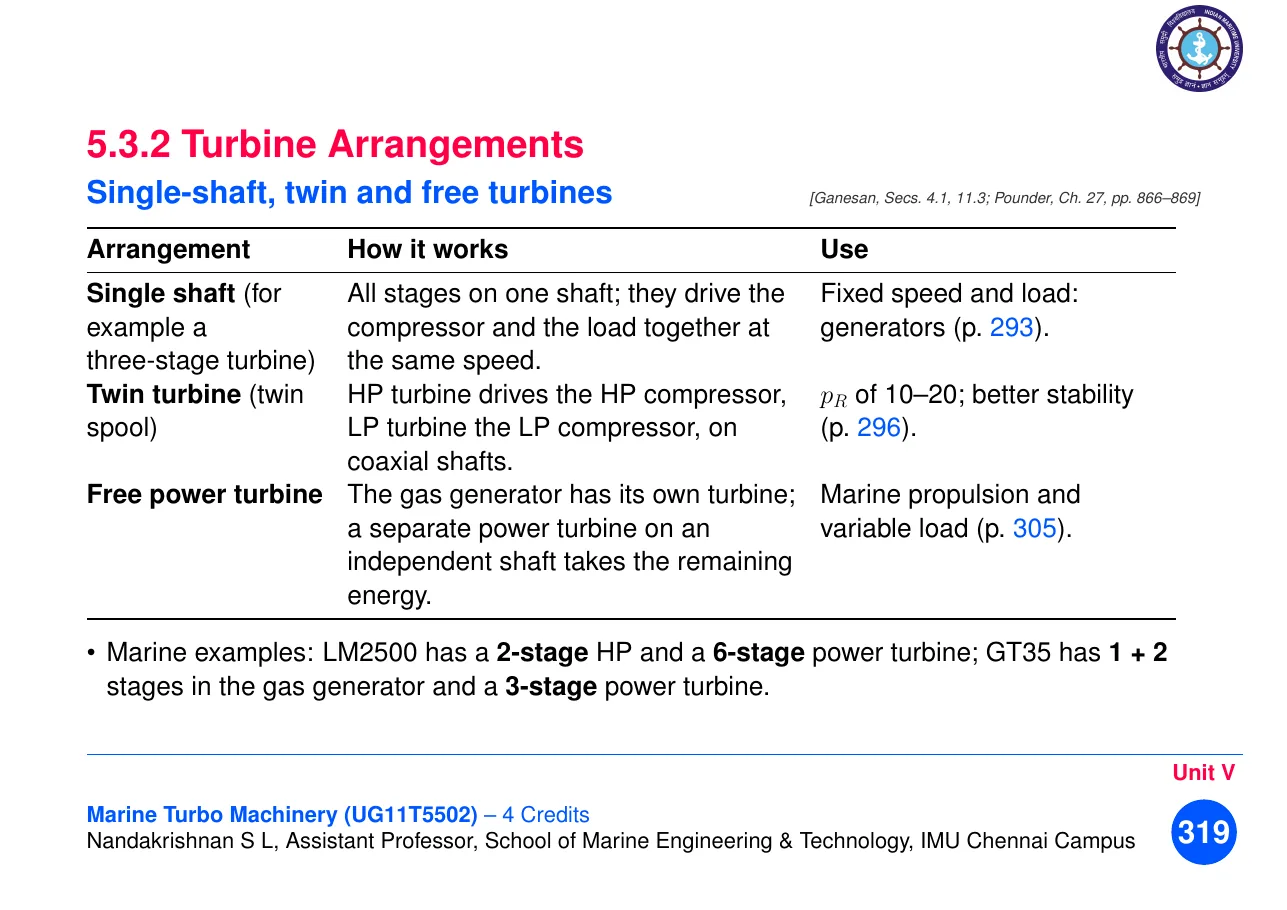 INDIAN MARITIME UNIVERSITY
5.3.2 Turbine Arrangements
Single-shaft, twin and free turbines
[Ganesan, Secs. 4.1, 11.3; Pounder, Ch. 27, pp. 866–869]
Arrangement How it works Use
Single shaft (for example a three-stage turbine)
All stages on one shaft; they drive the compressor and the load together at the same speed.
Fixed speed and load: generators (p. 293).
Twin turbine (twin spool)
HP turbine drives the HP compressor, LP turbine the LP compressor, on coaxial shafts.
pR of 10–20; better stability (p. 296).
Free power turbine
The gas generator has its own turbine; a separate power turbine on an independent shaft takes the remaining energy.
Marine propulsion and variable load (p. 305).
• Marine examples: LM2500 has a 2-stage HP and a 6-stage power turbine; GT35 has 1 + 2
stages in the gas generator and a 3-stage power turbine.
Unit V
Marine Turbo Machinery (UG11T5502) – 4 Credits
Nandakrishnan S L, Assistant Professor, School of Marine Engineering & Technology, IMU Chennai Campus
319